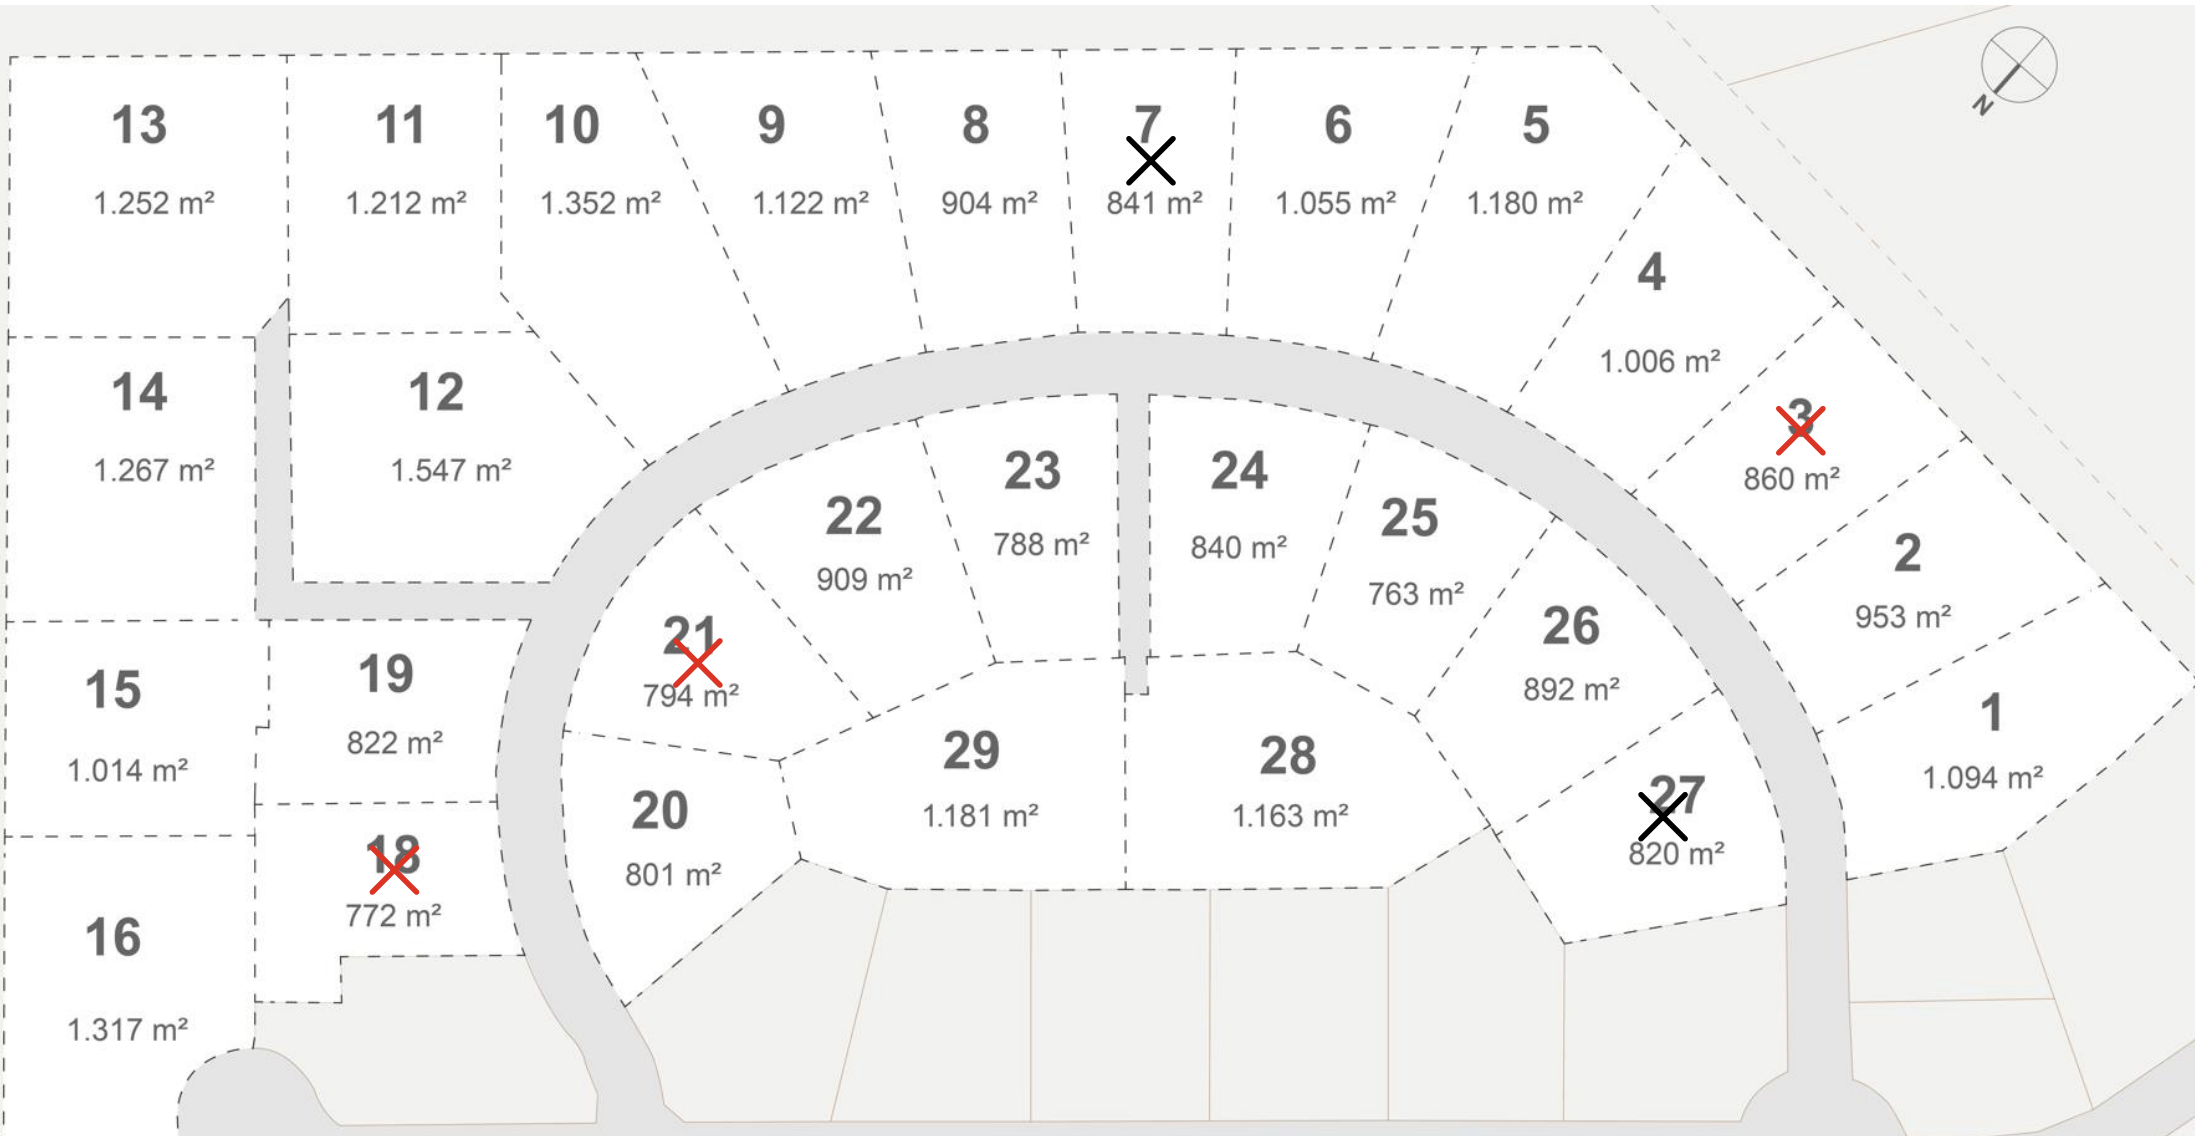 13
1.252 m²
11
1.212 m²
10
1.352 m²
9
1.122 m²
8
904 m²
7
841 m²
6
1.055 m²
5
1.180 m²
N
4
1.006 m²
3
860 m²
2
953 m²
1
1.094 m²
14
1.267 m²
12
1.547 m²
22
909 m²
23
788 m²
24
840 m²
25
763 m²
26
892 m²
27
820 m²
21
794 m²
15
1.014 m²
19
822 m²
29
1.181 m²
28
1.163 m²
20
801 m²
18
772 m²
16
1.317 m²